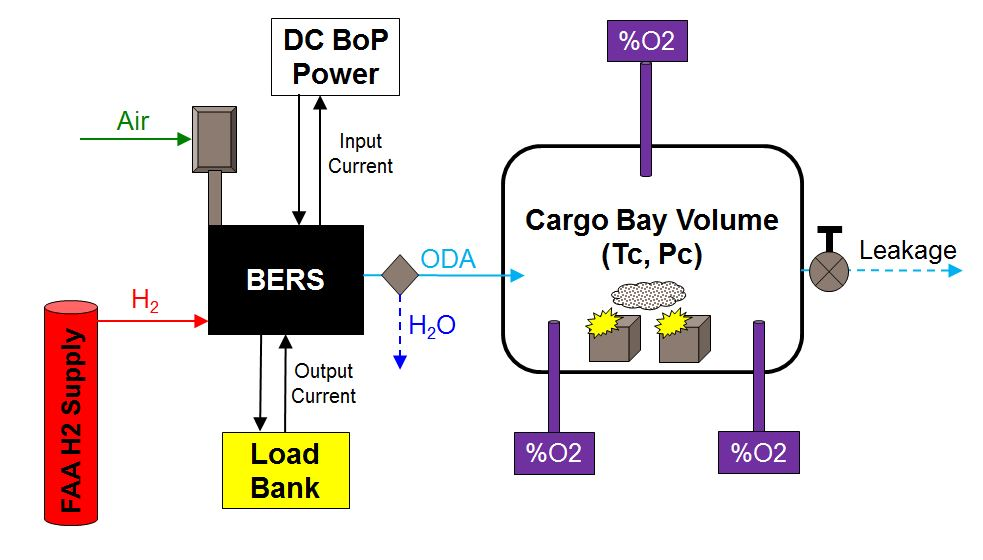 DC BoP
Power
%O2
Air
Input
Current
Cargo Bay Volume
(Tc, Pc)
Leakage
BERS
ODA
H₂
H₂O
FAA H2 Supply
Output
Current
Load
Bank
%O2
%O2